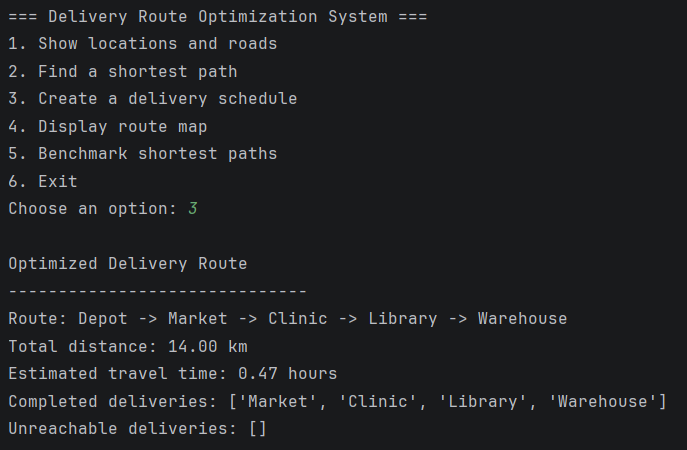 === Delivery Route Optimization System ===
1. Show locations and roads
2. Find a shortest path
3. Create a delivery schedule
4. Display route map
5. Benchmark shortest paths
6. Exit
Choose an option: 3
Optimized Delivery Route
------------------------------
Route: Depot -> Market -> Clinic -> Library -> Warehouse
Total distance: 14.00 km
Estimated travel time: 0.47 hours
Completed deliveries: ['Market', 'Clinic', 'Library', 'Warehouse']
Unreachable deliveries: []